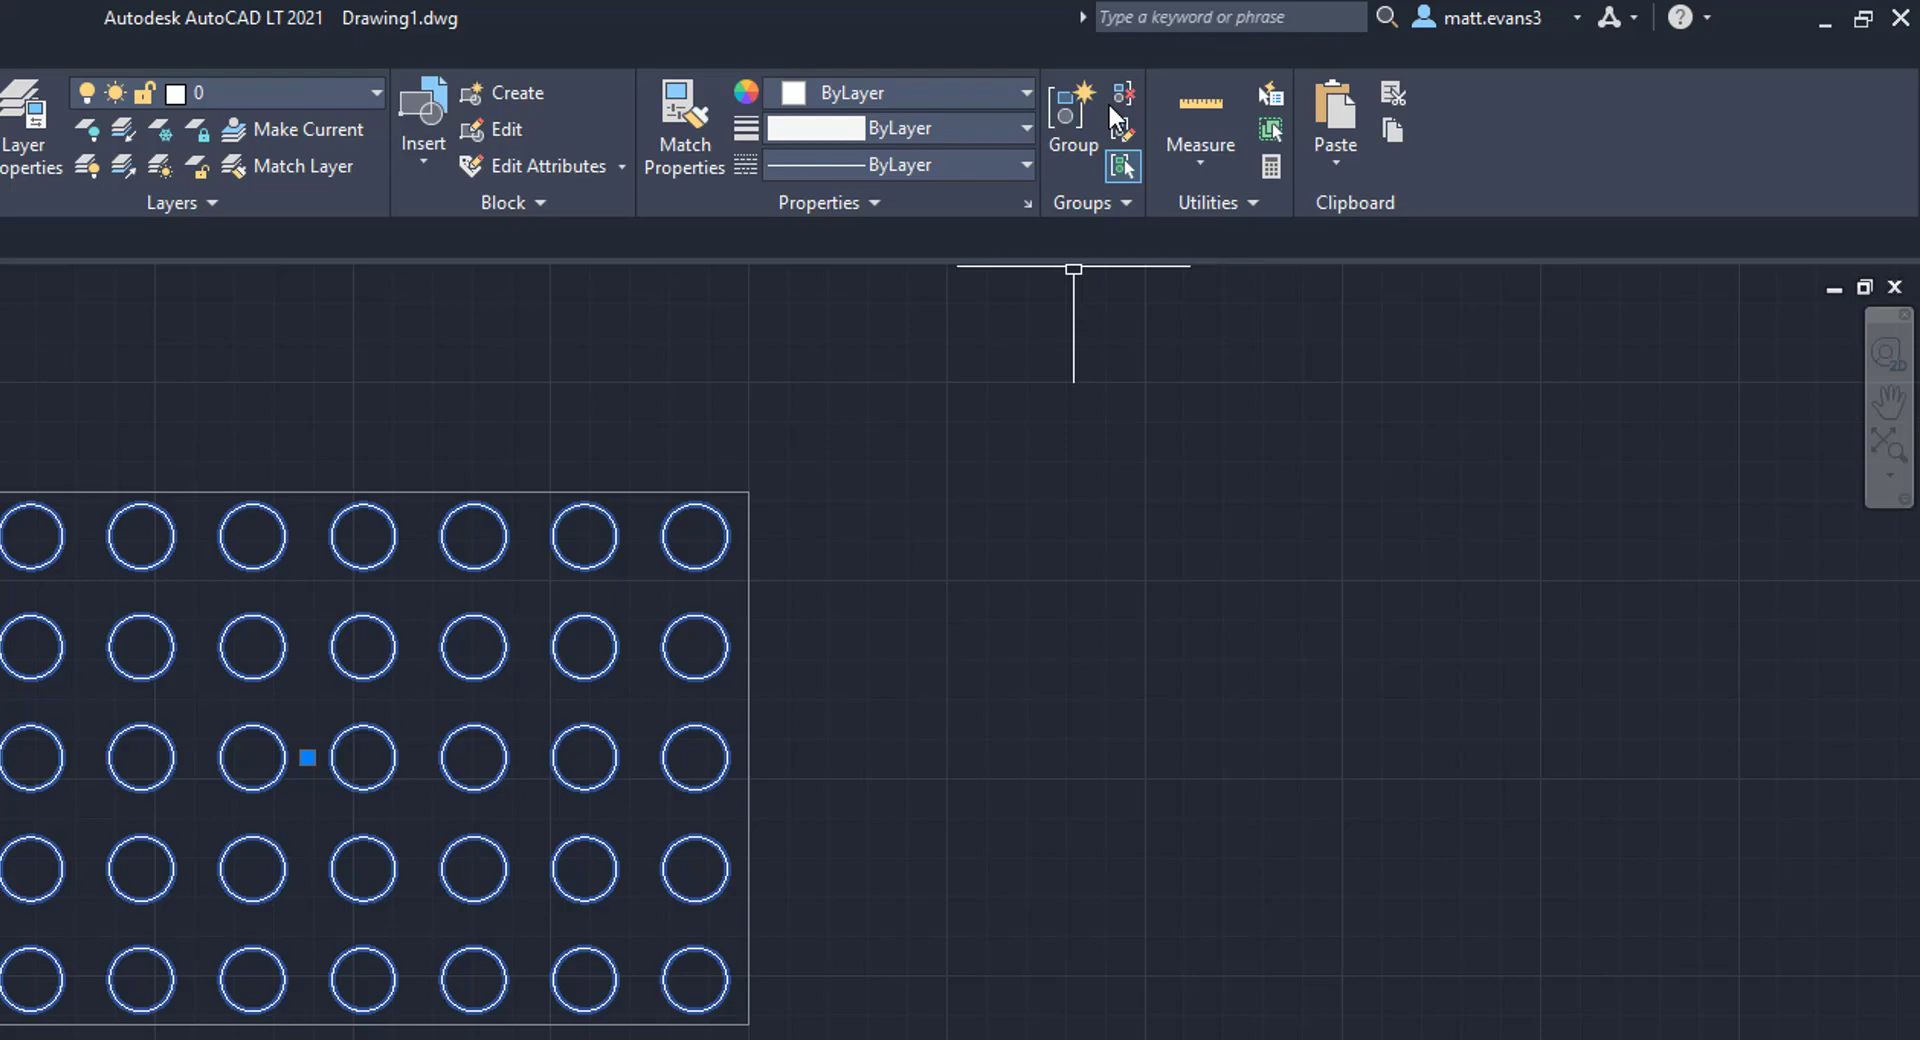 Autodesk AutoCAD LT 2021 Drawing1.dwg
Type a keyword or phrase
matt.evans3
?
Layer
operties
0
Make Current
Match Layer
Layers
Insert
Create
Edit
Edit Attributes
Block
Match
Properties
ByLayer
ByLayer
ByLayer
Properties
Group
Groups
Measure
Utilities
Paste
Clipboard
2D